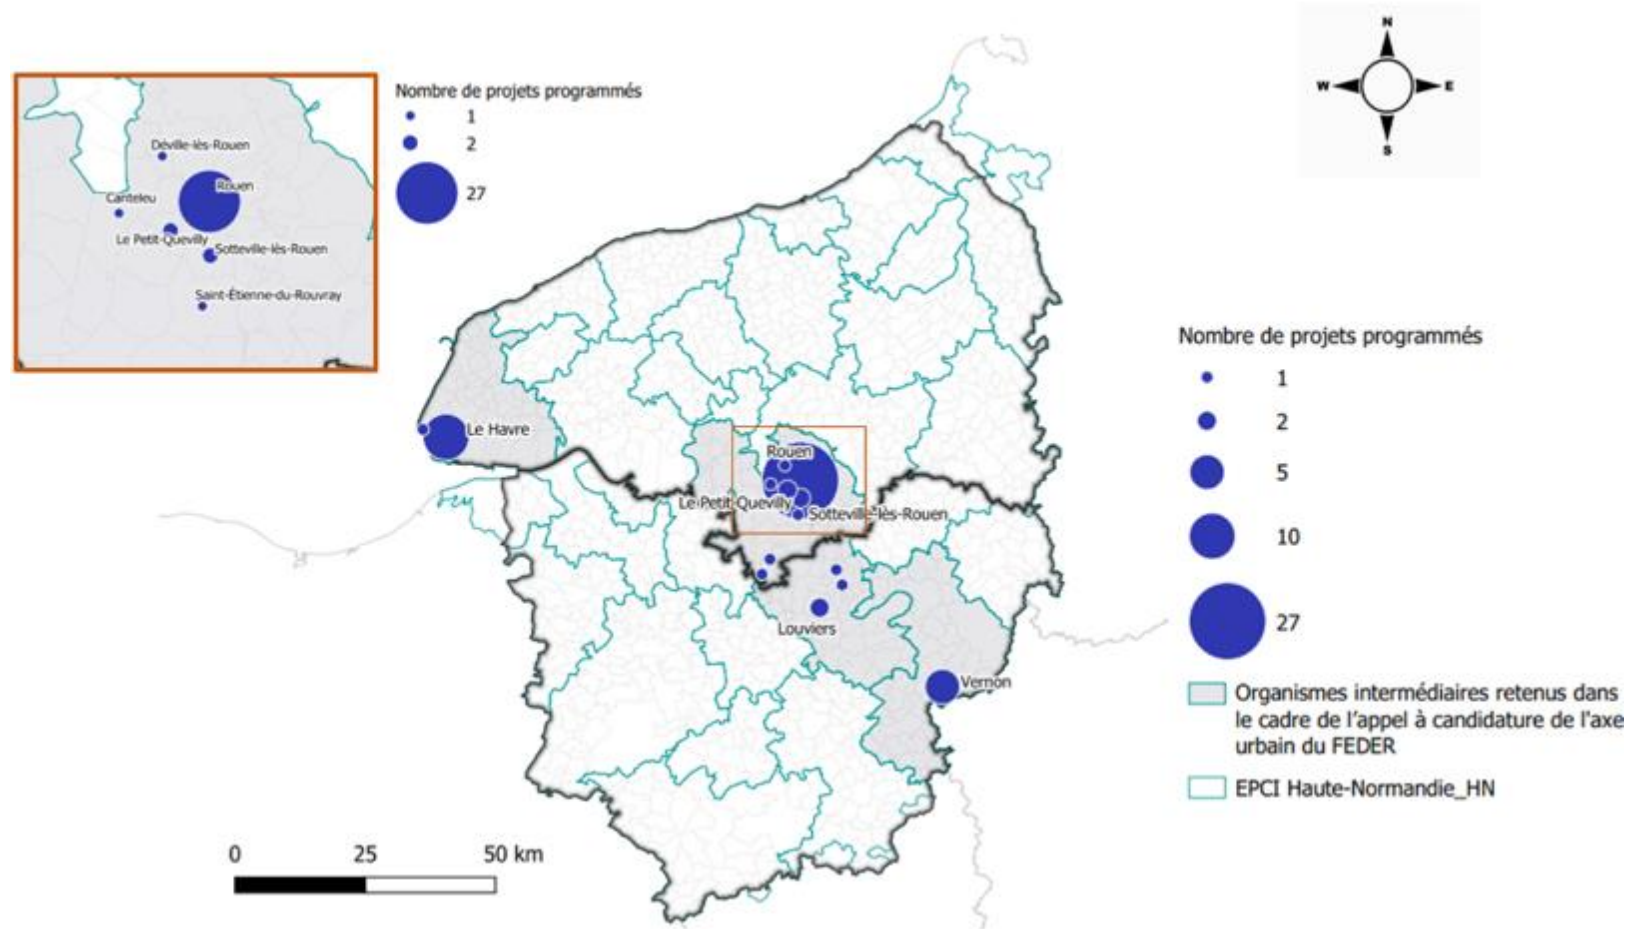 N
W
E
S
Nombre de projets programmés
1
2
27
Déville-lès-Rouen
Rouen
Canteleu
Le Petit-Quevilly
Sotteville-lès-Rouen
Saint-Étienne-du-Rouvray
Le Havre
Rouen
Le Petit-Quevilly
Sotteville-lès-Rouen
Louviers
Vernon
Nombre de projets programmés
1
2
5
10
27
Organismes intermédiaires retenus dans
le cadre de l'appel à candidature de l'axe
urbain du FEDER
EPCI Haute-Normandie_HN
0 25 50 km